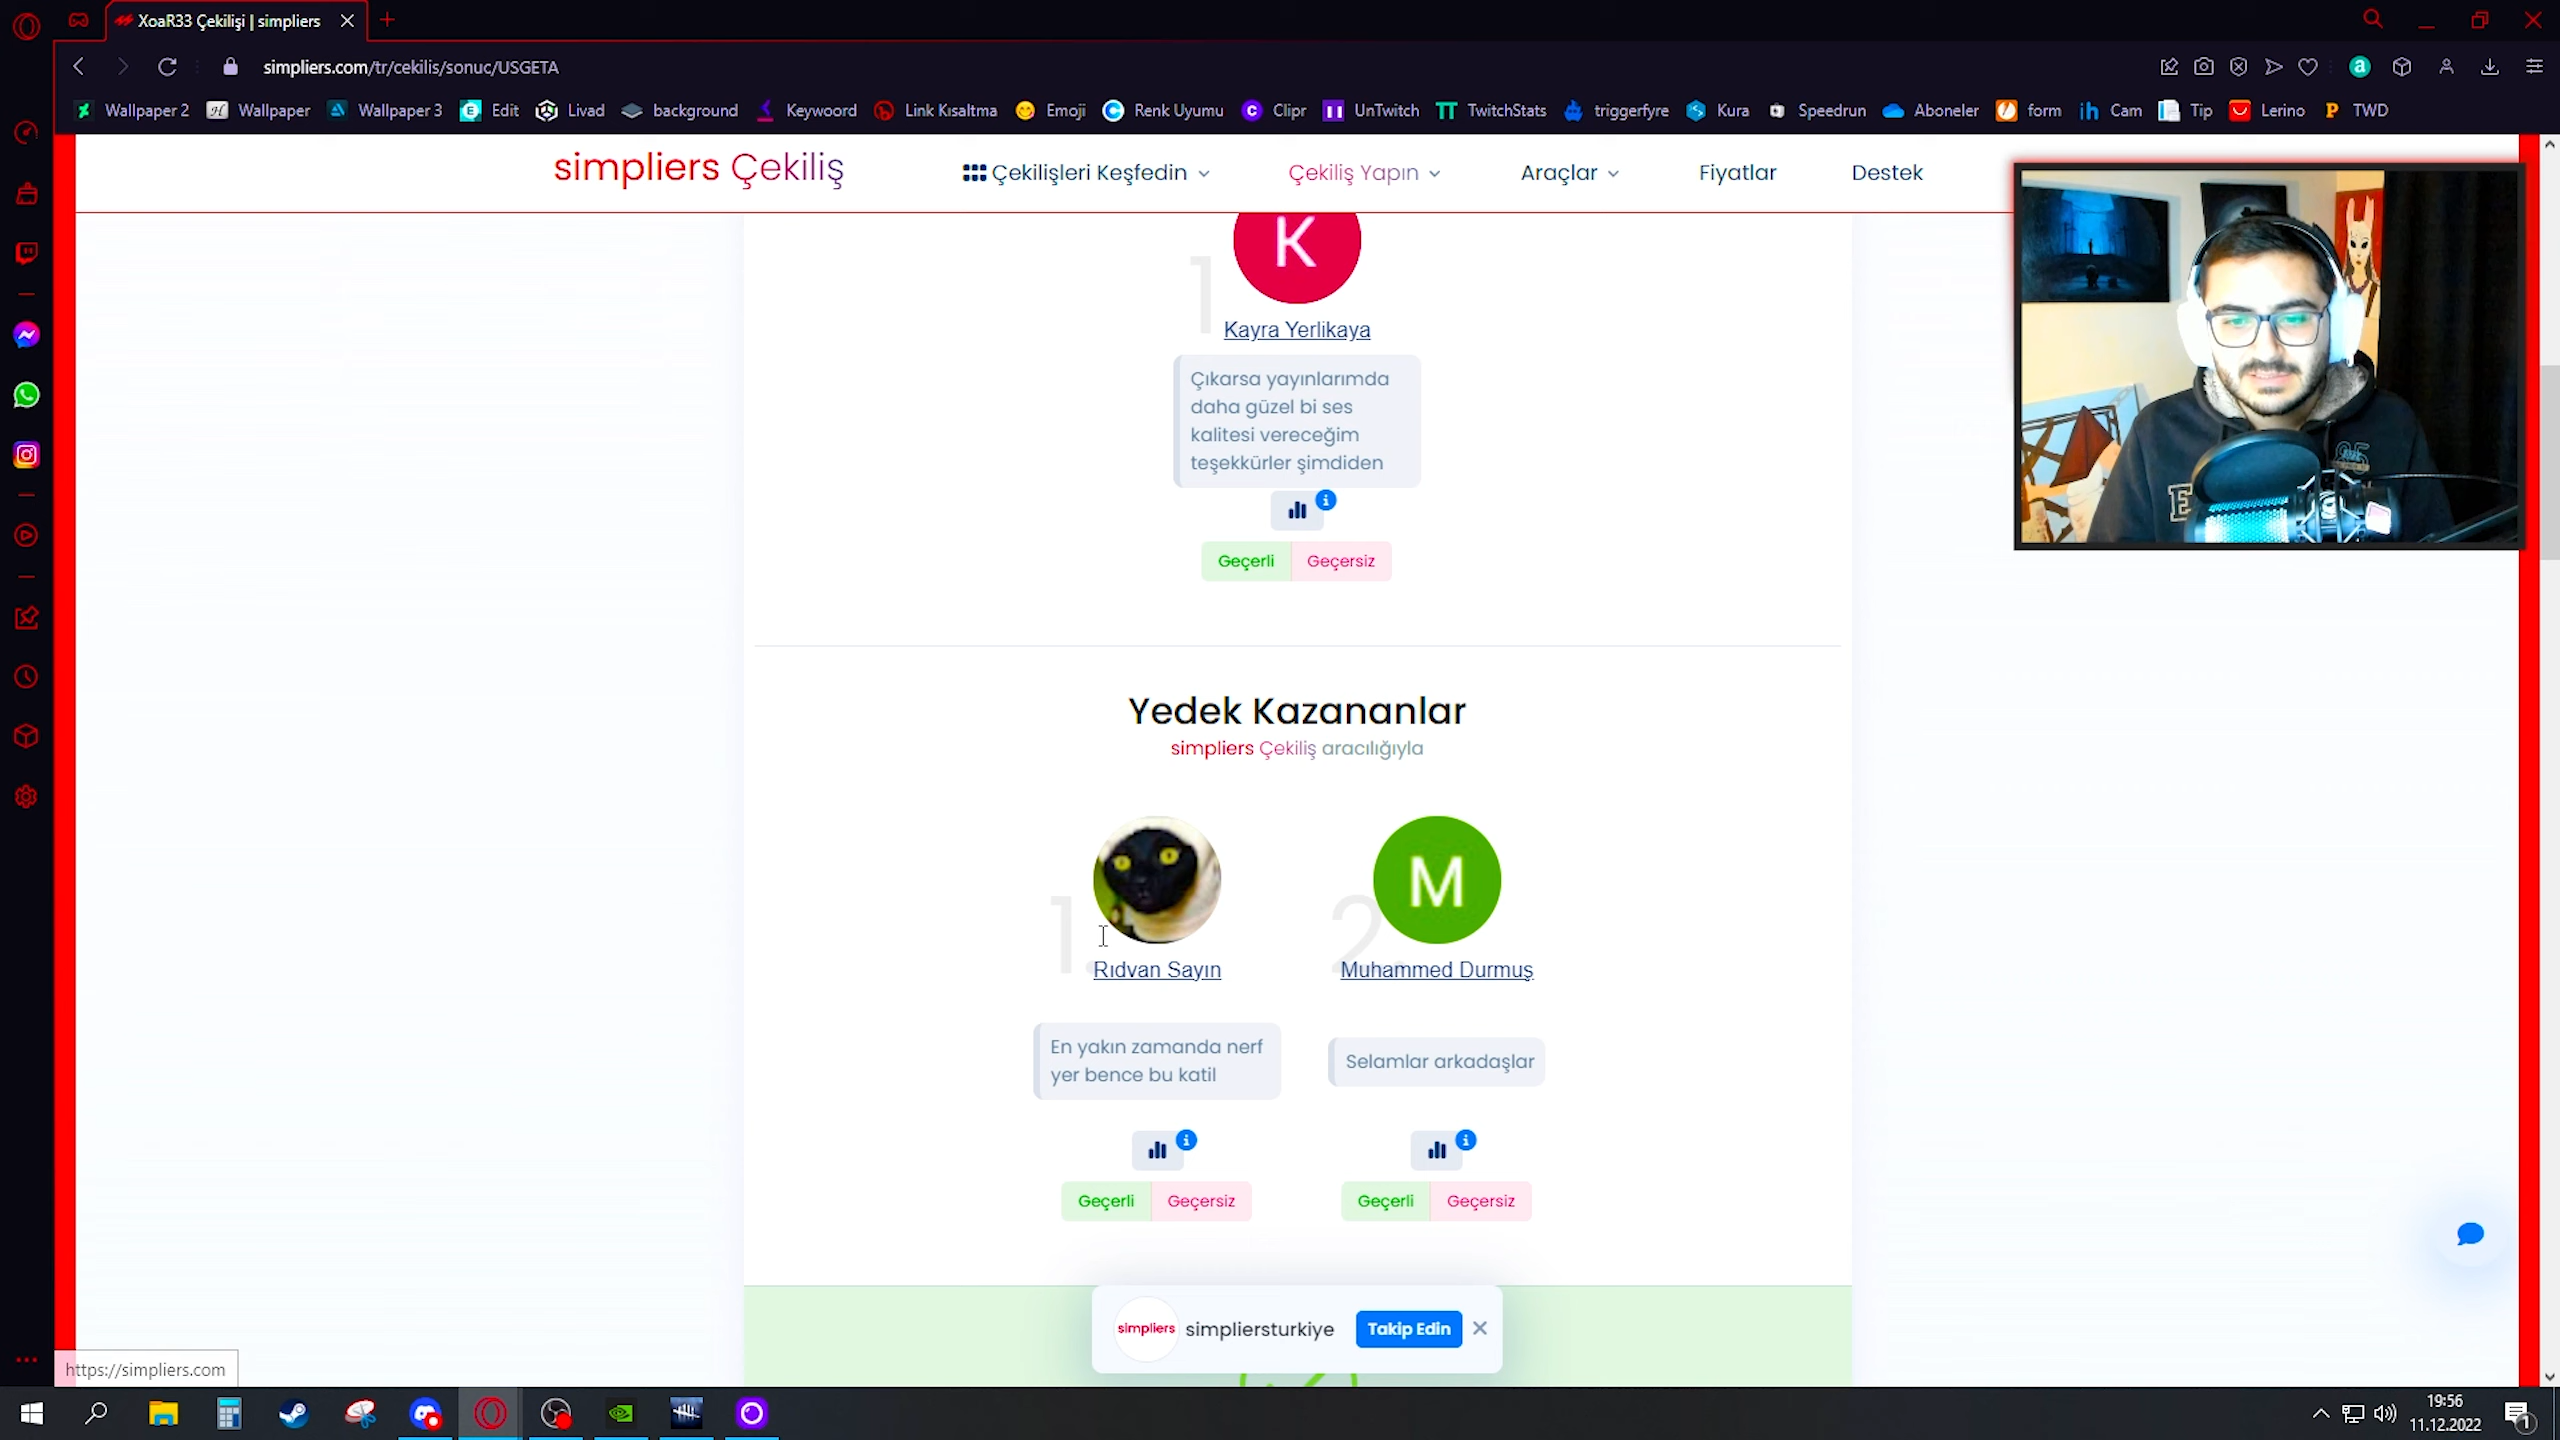 XoaR33 Çekilişi | simpliers
simpliers.com/tr/cekilis/sonuc/USGETA
Wallpaper 2
Wallpaper
Wallpaper 3
Edit
Livad
background
Keywoord
Link Kısaltma
Emoji
Renk Uyumu
Clipr
UnTwitch
TwitchStats
triggerfyre
Kura
Speedrun
Aboneler
form
Cam
Tip
Lerino
TWD
simpliers Çekiliş
Çekilişleri Keşfedin
Çekiliş Yapın
Araçlar
Fiyatlar
Destek
K
1
Kayra Yerlikaya
Çıkarsa yayınlarımda
daha güzel bi ses
kalitesi vereceğim
teşekkürler şimdiden
Geçerli
Geçersiz
Yedek Kazananlar
simpliers Çekiliş aracılığıyla
1.
Rıdvan Sayın
En yakın zamanda nerf
yer bence bu katil
Geçerli
Geçersiz
M
2.
Muhammed Durmuş
Selamlar arkadaşlar
Geçerli
Geçersiz
simpliers
simpliersturkiye
Takip Edin
https://simpliers.com
19:56
11.12.2022
1